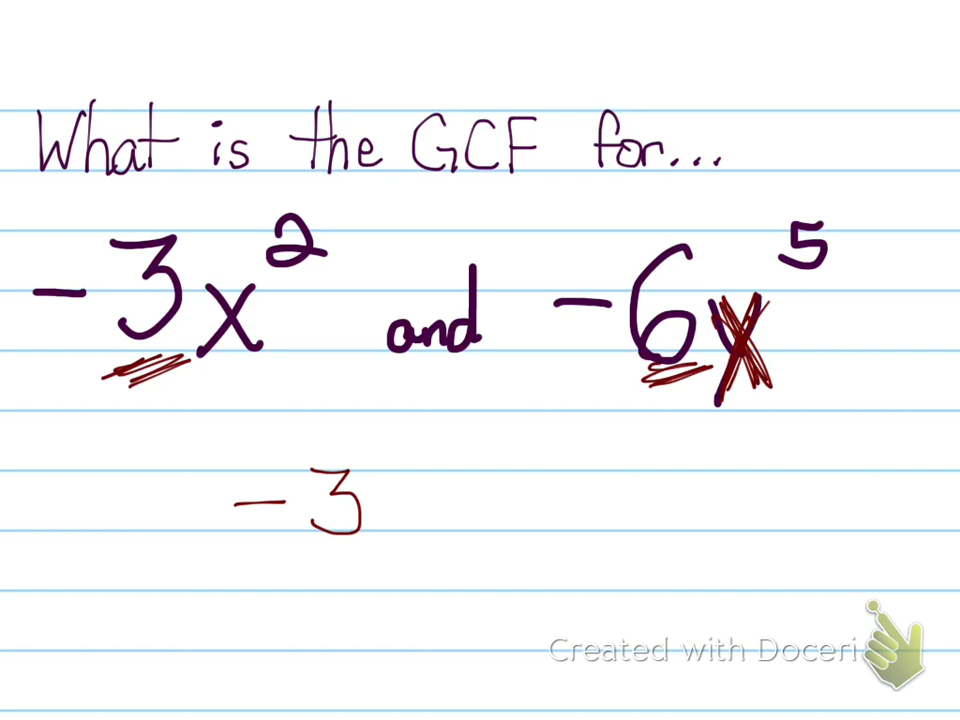 What is the GCF for...
-3x² and -6x⁵
-3
Created with Doceri